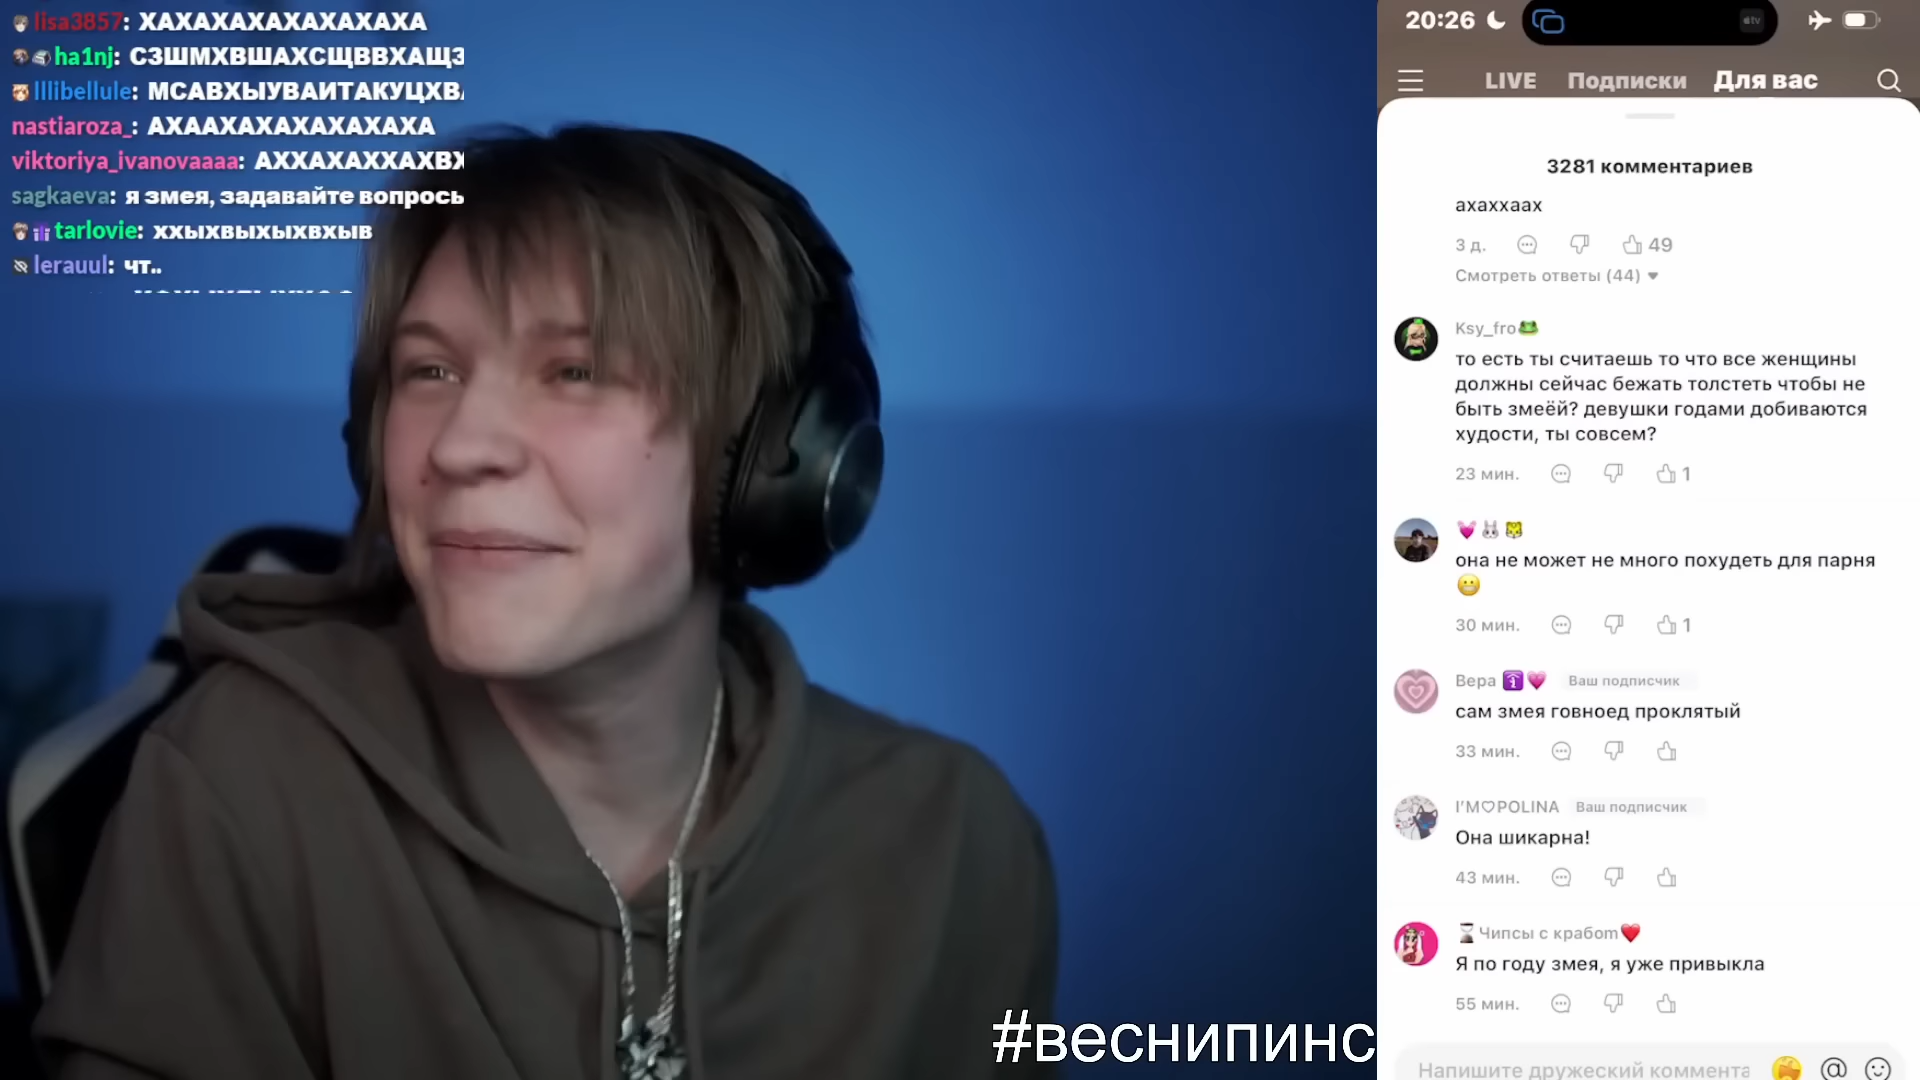 lisa3857: ХАХАХАХАХАХАХАХА
ha1nj: СЗШМХВШАХСЩВВХАЩЗ
lllibellule: МСАВХЫУВАИТАКУЦХВ
nastiaroza_: АХААХАХАХАХАХАХА
viktoriya_ivanovaaaa: АХХАХАХХАХВХ
sagkaeva: я змея, задавайте вопросы
tarlovie: ххыхвыхыхвхыв
lerauul: чт..
#веснипинс
20:26
tv
LIVE Подписки Для вас
3281 комментариев
ахаххаах
3 д. 49
Смотреть ответы (44)
Ksy_fro🐸
то есть ты считаешь то что все женщины
должны сейчас бежать толстеть чтобы не
быть змеёй? девушки годами добиваются
худости, ты совсем?
23 мин. 1
💓🐰🐯
она не может не много похудеть для парня
😬
30 мин. 1
Вера 🛐💗 Ваш подписчик
сам змея говноед проклятый
33 мин.
I'M♡POLINA Ваш подписчик
Она шикарна!
43 мин.
⌛Чипсы с крабом❤️
Я по году змея, я уже привыкла
55 мин.
Напишите дружеский коммента